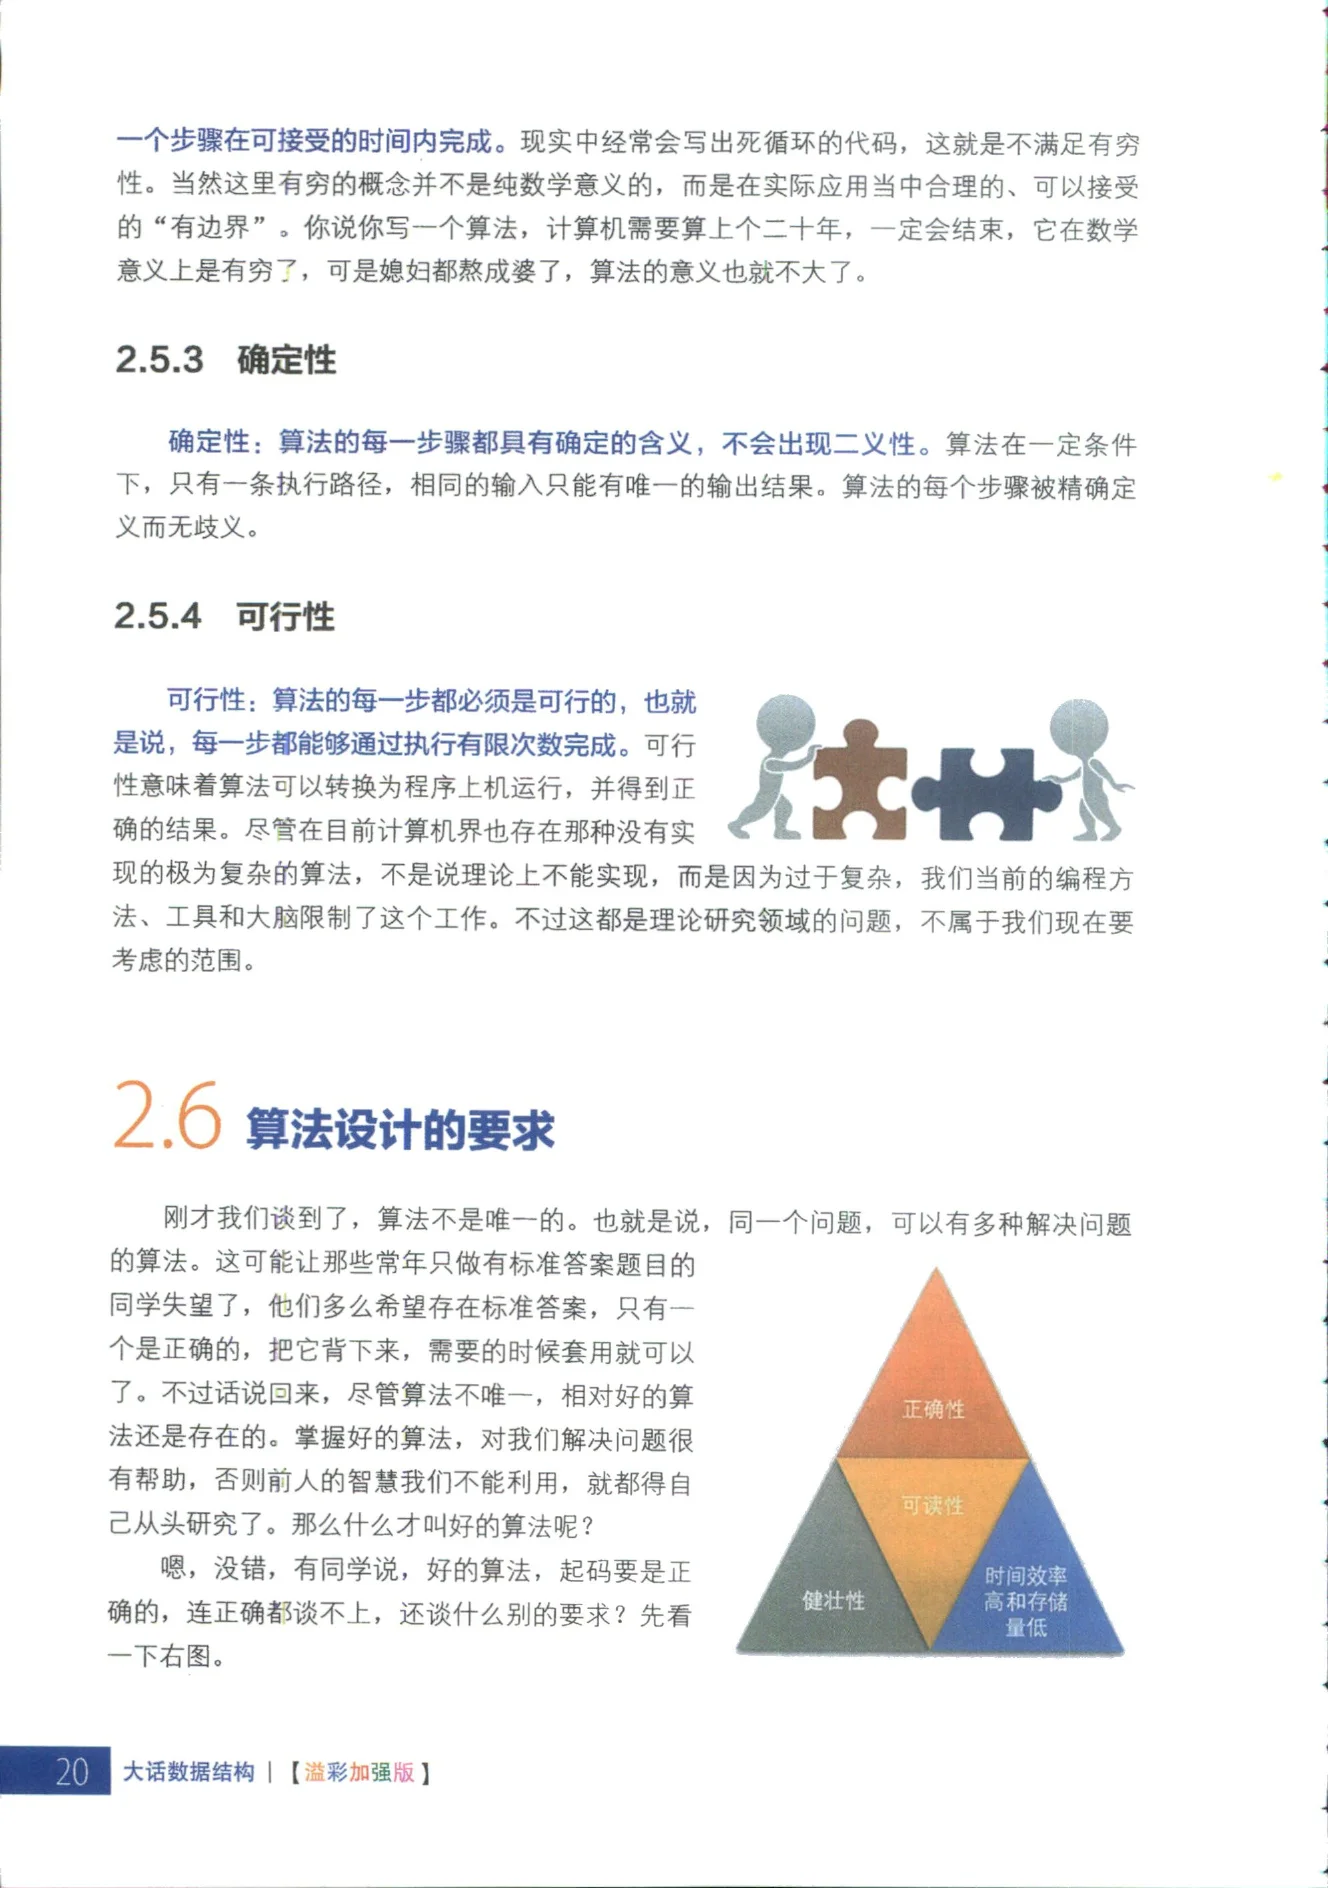 一个步骤在可接受的时间内完成。现实中经常会写出死循环的代码，这就是不满足有穷
性。当然这里有穷的概念并不是纯数学意义的，而是在实际应用当中合理的、可以接受
的“有边界”。你说你写一个算法，计算机需要算上个二十年，一定会结束，它在数学
意义上是有穷了，可是媳妇都熬成婆了，算法的意义也就不大了。
2.5.3 确定性
确定性：算法的每一步骤都具有确定的含义，不会出现二义性。算法在一定条件
下，只有一条执行路径，相同的输入只能有唯一的输出结果。算法的每个步骤被精确定
义而无歧义。
2.5.4 可行性
可行性：算法的每一步都必须是可行的，也就
是说，每一步都能够通过执行有限次数完成。可行
性意味着算法可以转换为程序上机运行，并得到正
确的结果。尽管在目前计算机界也存在那种没有实
现的极为复杂的算法，不是说理论上不能实现，而是因为过于复杂，我们当前的编程方
法、工具和大脑限制了这个工作。不过这都是理论研究领域的问题，不属于我们现在要
考虑的范围。
2.6 算法设计的要求
刚才我们谈到了，算法不是唯一的。也就是说，同一个问题，可以有多种解决问题
的算法。这可能让那些常年只做有标准答案题目的
同学失望了，他们多么希望存在标准答案，只有一
个是正确的，把它背下来，需要的时候套用就可以
了。不过话说回来，尽管算法不唯一，相对好的算
法还是存在的。掌握好的算法，对我们解决问题很
有帮助，否则前人的智慧我们不能利用，就都得自
己从头研究了。那么什么才叫好的算法呢？
嗯，没错，有同学说，好的算法，起码要是正
确的，连正确都谈不上，还谈什么别的要求？先看
一下右图。
正确性
可读性
健壮性
时间效率
高和存储
量低
20 大话数据结构 | 【溢彩加强版】